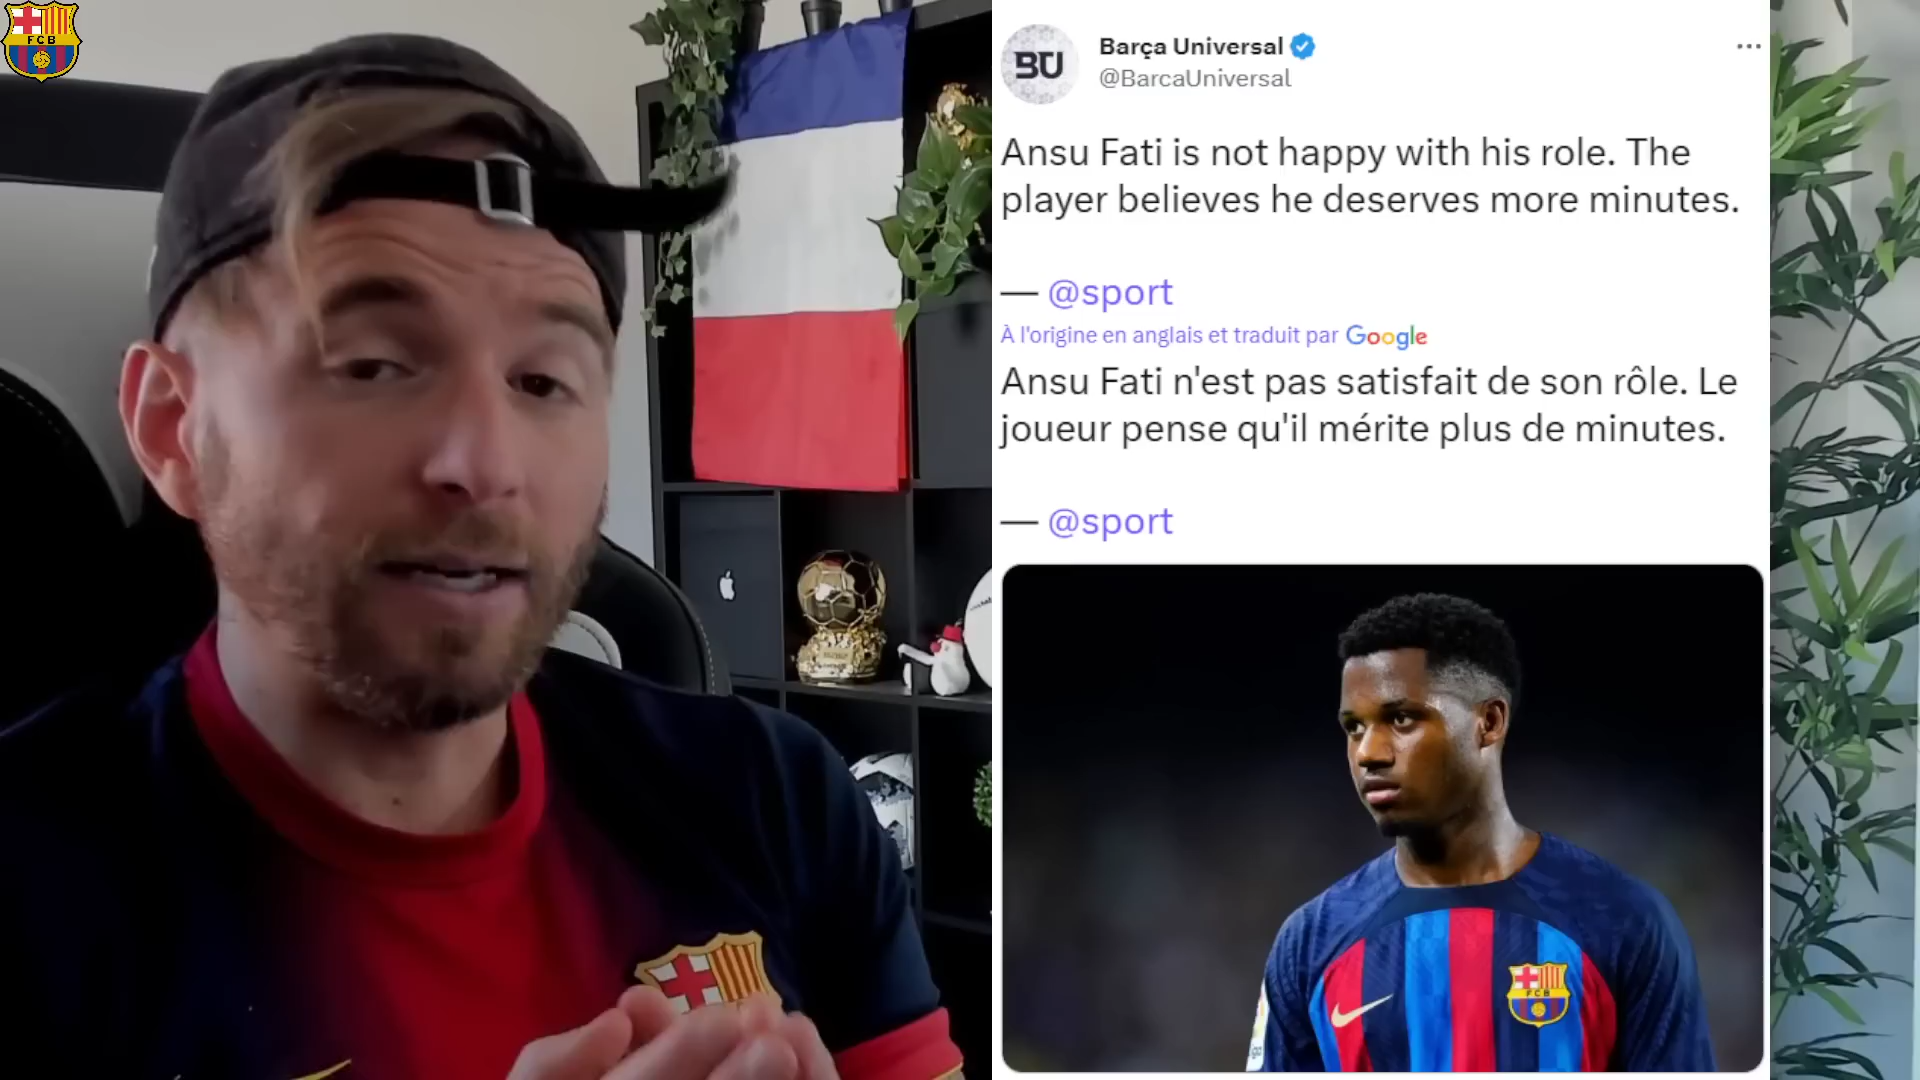 FCB
BU
Barça Universal
@BarcaUniversal
Ansu Fati is not happy with his role. The
player believes he deserves more minutes.
— @sport
À l'origine en anglais et traduit par Google
Ansu Fati n'est pas satisfait de son rôle. Le
joueur pense qu'il mérite plus de minutes.
— @sport
FCB